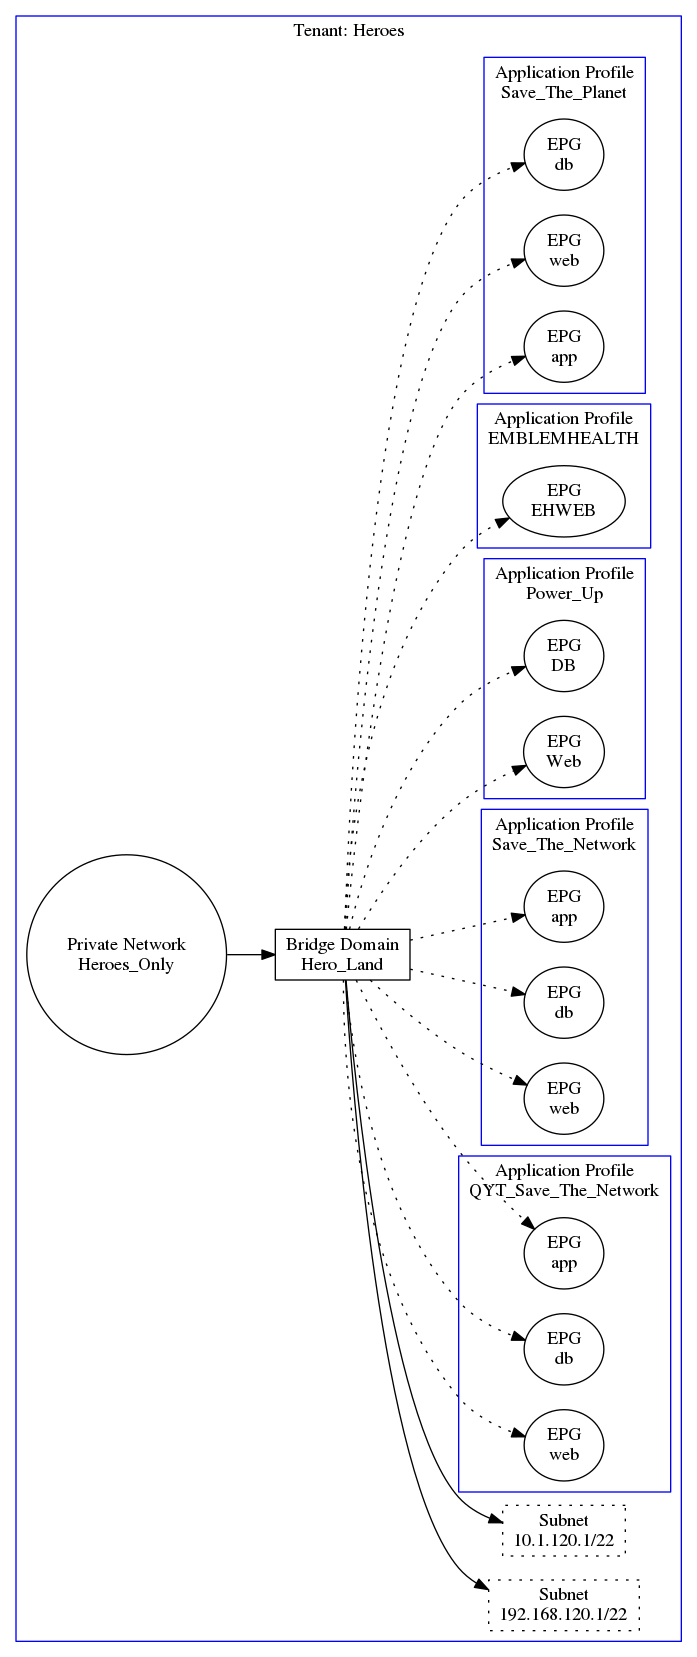 Tenant: Heroes
Application Profile
Save_The_Planet
EPG
db
EPG
web
EPG
app
Application Profile
EMBLEMHEALTH
EPG
EHWEB
Application Profile
Power_Up
EPG
DB
EPG
Web
Application Profile
Save_The_Network
EPG
app
EPG
db
EPG
web
Private Network
Heroes_Only
Bridge Domain
Hero_Land
Application Profile
QYT_Save_The_Network
EPG
app
EPG
db
EPG
web
Subnet
10.1.120.1/22
Subnet
192.168.120.1/22